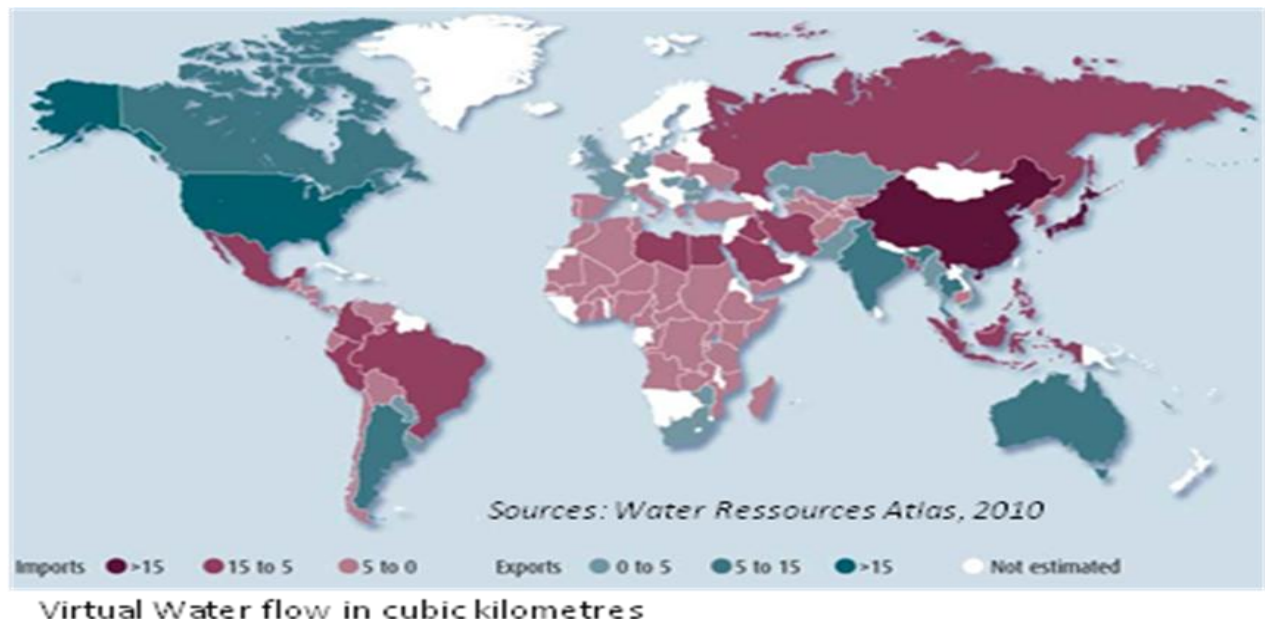 Sources: Water Ressources Atlas, 2010
Imports >15 15 to 5 5 to 0 Exports 0 to 5 5 to 15 >15 Not estimated
Virtual Water flow in cubic kilometres